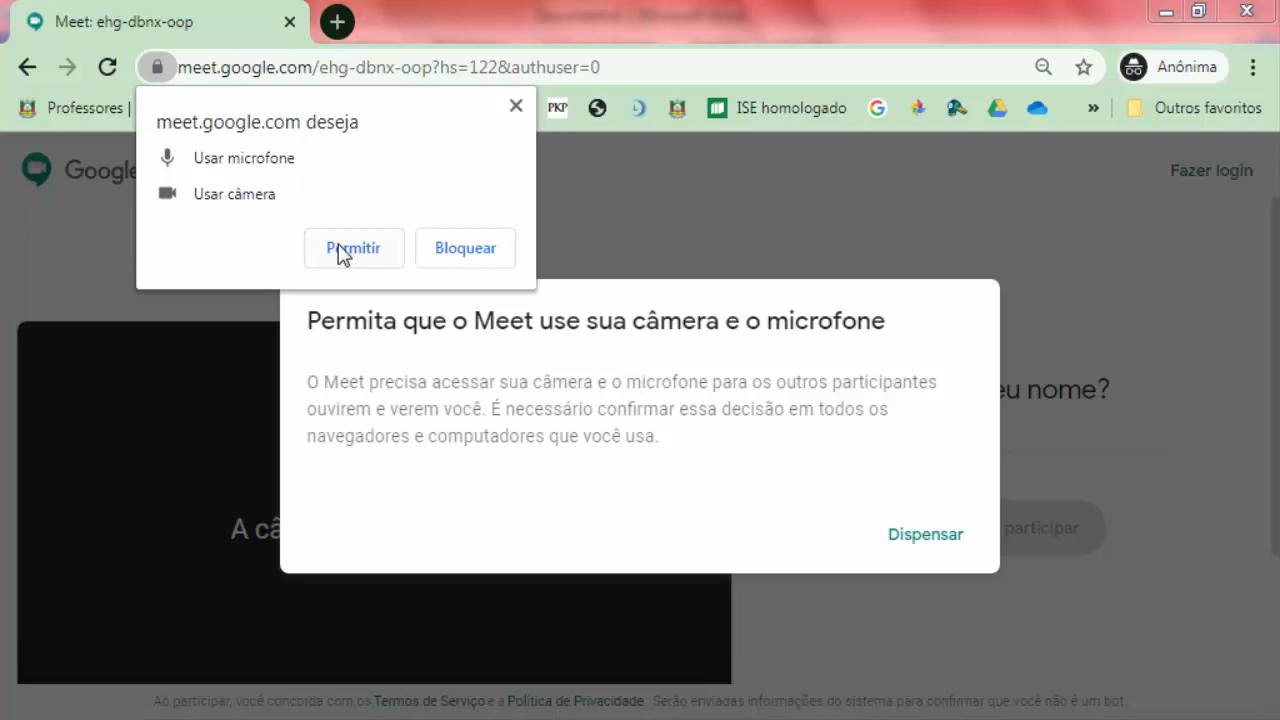 Meet: ehg-dbnx-oop
meet.google.com/ehg-dbnx-oop?hs=122&authuser=0
Anônima
Professores |
PKP
ISE homologado
»
Outros favoritos
meet.google.com deseja
Usar microfone
Usar câmera
Permitir
Bloquear
Google
Fazer login
Permita que o Meet use sua câmera e o microfone
O Meet precisa acessar sua câmera e o microfone para os outros participantes
ouvirem e verem você. É necessário confirmar essa decisão em todos os
navegadores e computadores que você usa.
eu nome?
A câ
participar
Dispensar
Ao participar, você concorda com os Termos de Serviço e a Política de Privacidade. Serão enviadas informações do sistema para confirmar que você não é um bot.